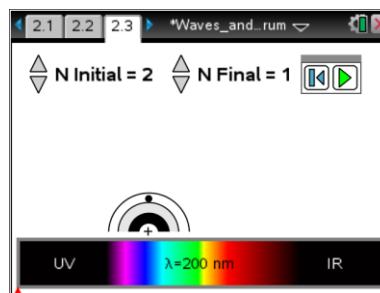 2.1 2.2 2.3 *Waves_and…rum
N Initial = 2 N Final = 1
+
UV λ=200 nm IR